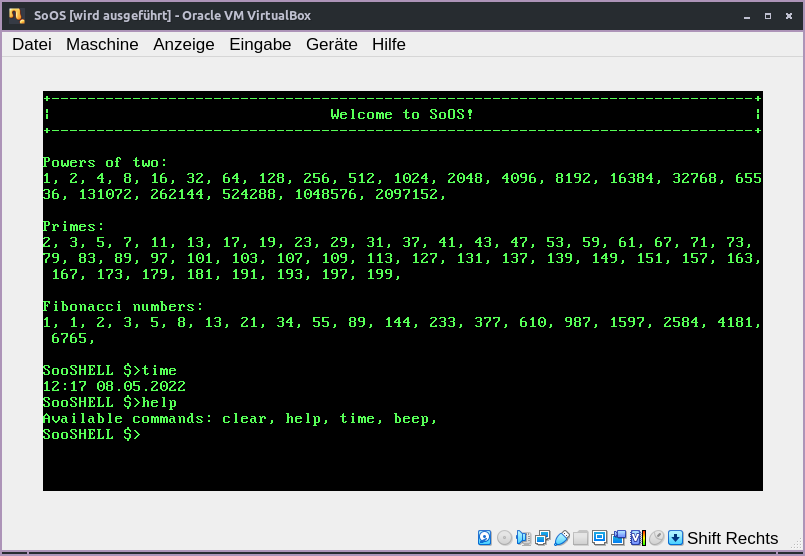 SoOS [wird ausgeführt] - Oracle VM VirtualBox
Datei Maschine Anzeige Eingabe Geräte Hilfe
+------------------------------------------------------------------------------+
¦ Welcome to SoOS! ¦
+------------------------------------------------------------------------------+
Powers of two:
1, 2, 4, 8, 16, 32, 64, 128, 256, 512, 1024, 2048, 4096, 8192, 16384, 32768, 655
36, 131072, 262144, 524288, 1048576, 2097152,
Primes:
2, 3, 5, 7, 11, 13, 17, 19, 23, 29, 31, 37, 41, 43, 47, 53, 59, 61, 67, 71, 73,
79, 83, 89, 97, 101, 103, 107, 109, 113, 127, 131, 137, 139, 149, 151, 157, 163,
167, 173, 179, 181, 191, 193, 197, 199,
Fibonacci numbers:
1, 1, 2, 3, 5, 8, 13, 21, 34, 55, 89, 144, 233, 377, 610, 987, 1597, 2584, 4181,
6765,
SooSHELL $>time
12:17 08.05.2022
SooSHELL $>help
Available commands: clear, help, time, beep,
SooSHELL $>
Shift Rechts